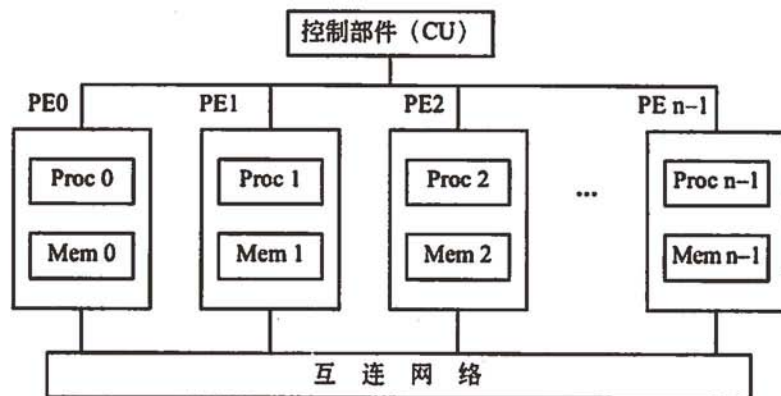 控制部件（CU）
PE0 PE1 PE2 PE n–1
Proc 0 Proc 1 Proc 2 ... Proc n–1
Mem 0 Mem 1 Mem 2 Mem n–1
互 连 网 络